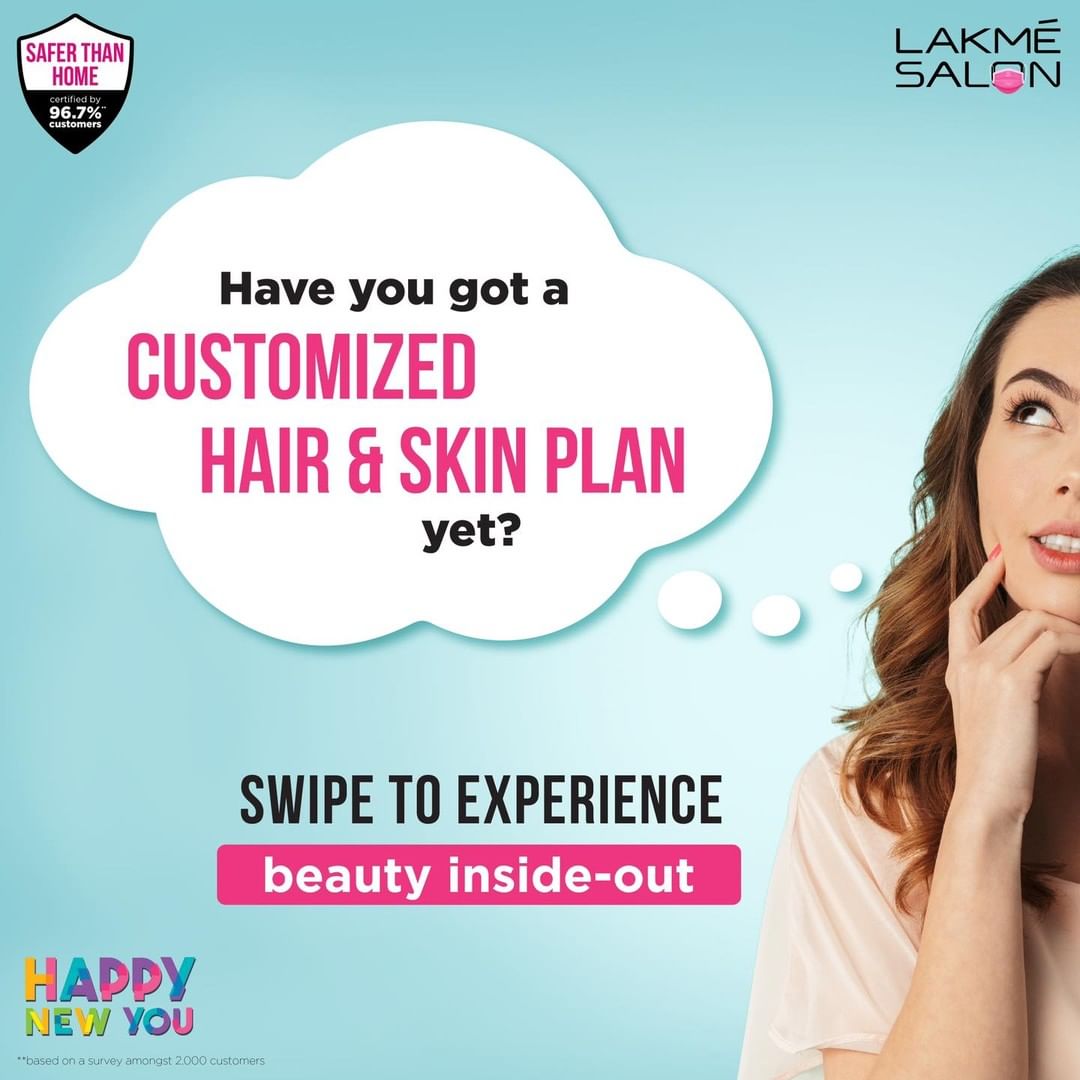 SAFER THAN
HOME
certified by
96.7%**
customers
LAKMÉ
SALON
Have you got a
CUSTOMIZED
HAIR & SKIN PLAN
yet?
SWIPE TO EXPERIENCE
beauty inside-out
HAPPY
NEW YOU
**based on a survey amongst 2,000 customers